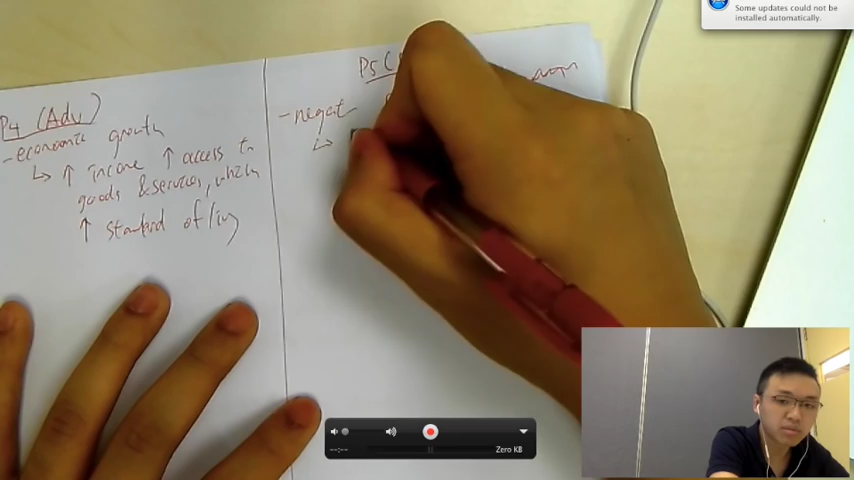 Some updates could not be
installed automatically.
P5 (
P4 (Adv)
- economic growth
↳ ↑ income ↑ access to
goods & services, which
↑ standard of living
- negat
↳
--:--
Zero KB